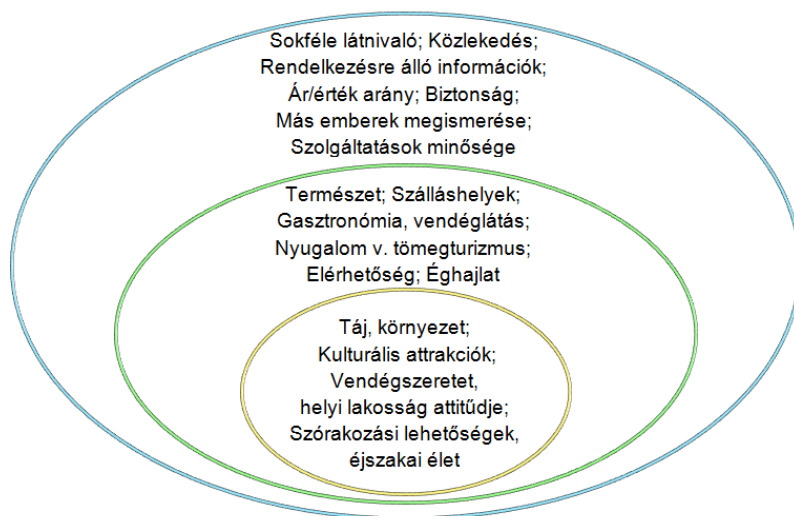 Sokféle látnivaló; Közlekedés;
Rendelkezésre álló információk;
Ár/érték arány; Biztonság;
Más emberek megismerése;
Szolgáltatások minősége
Természet; Szálláshelyek;
Gasztronómia, vendéglátás;
Nyugalom v. tömegturizmus;
Elérhetőség; Éghajlat
Táj, környezet;
Kulturális attrakciók;
Vendégszeretet,
helyi lakosság attitűdje;
Szórakozási lehetőségek,
éjszakai élet